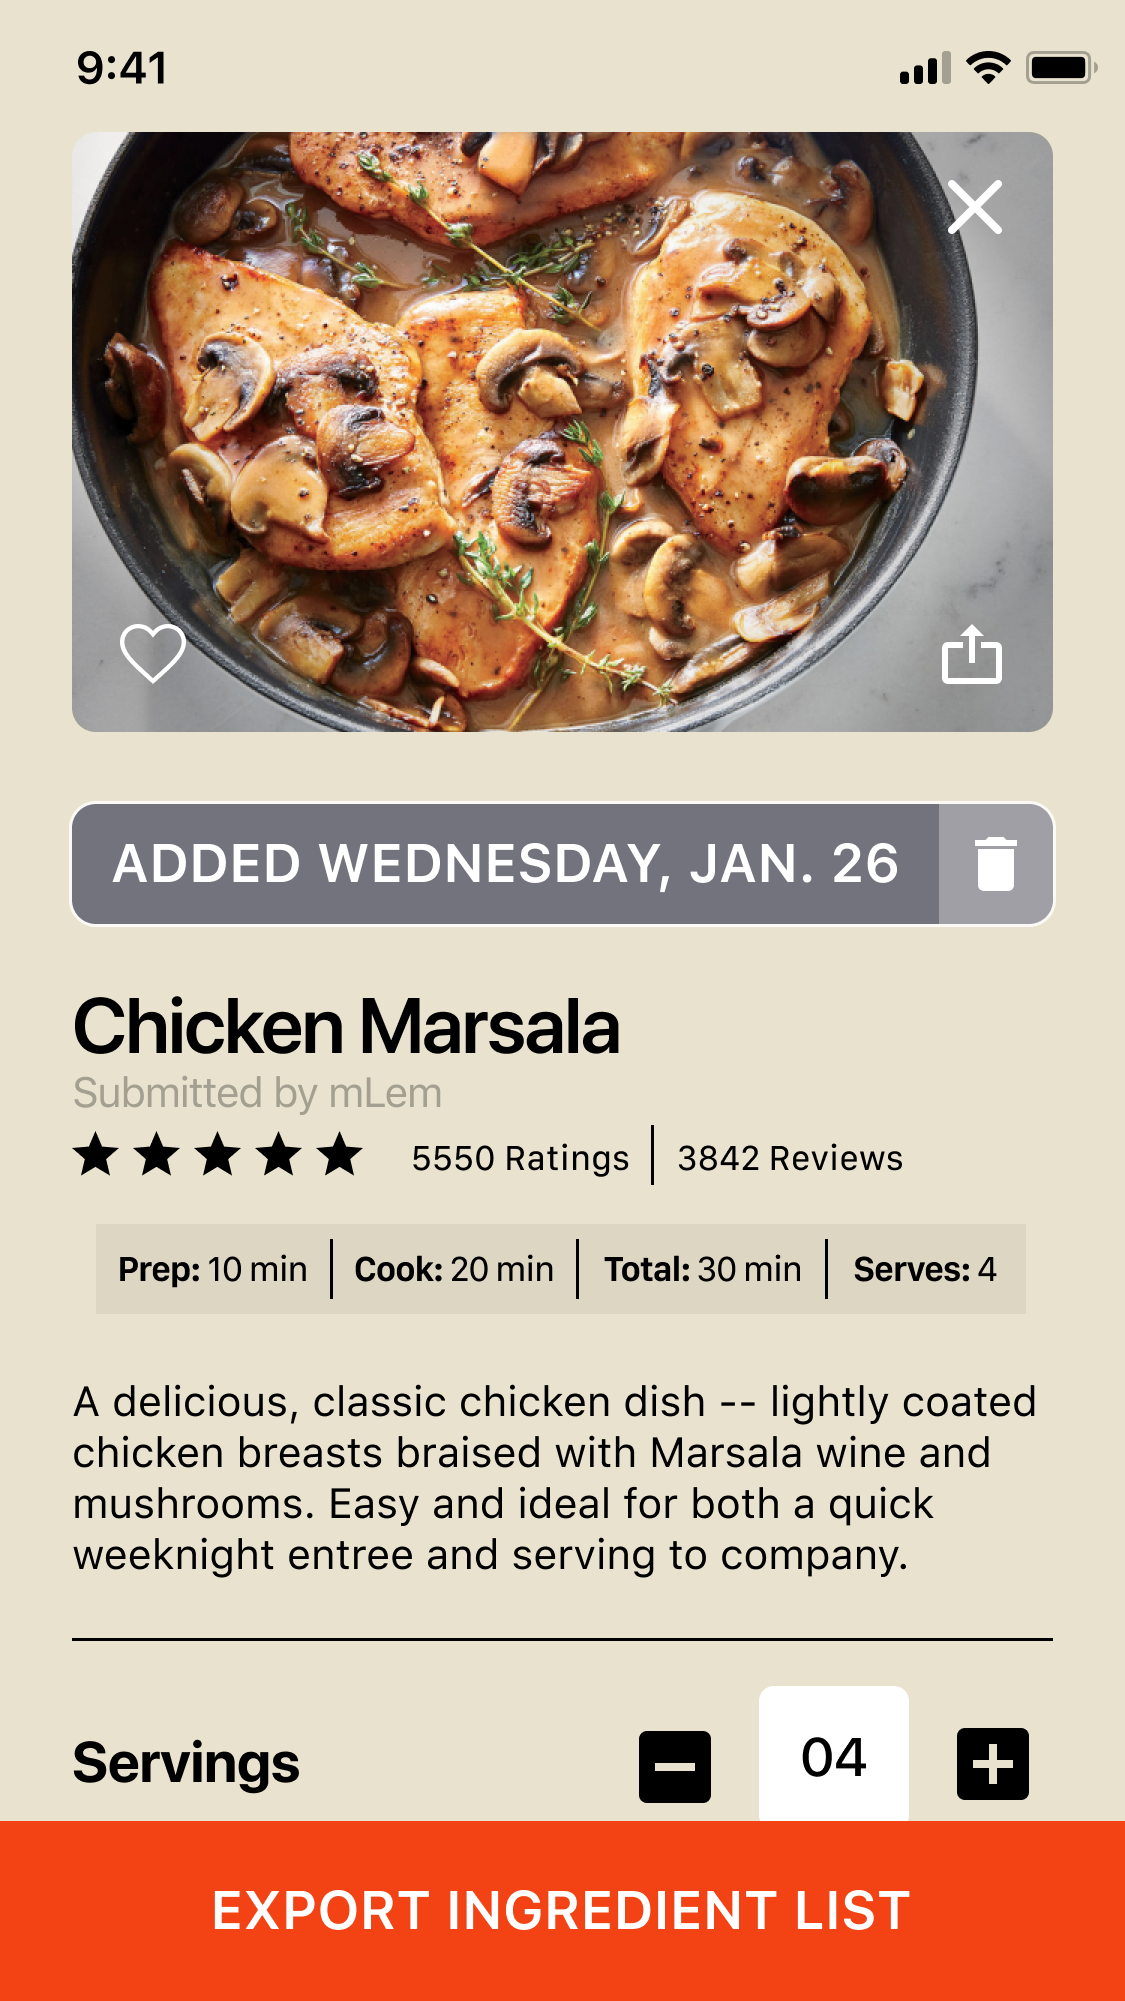 9:41
ADDED WEDNESDAY, JAN. 26
Chicken Marsala
Submitted by mLem
5550 Ratings | 3842 Reviews
Prep: 10 min | Cook: 20 min | Total: 30 min | Serves: 4
A delicious, classic chicken dish -- lightly coated
chicken breasts braised with Marsala wine and
mushrooms. Easy and ideal for both a quick
weeknight entree and serving to company.
Servings 04
EXPORT INGREDIENT LIST